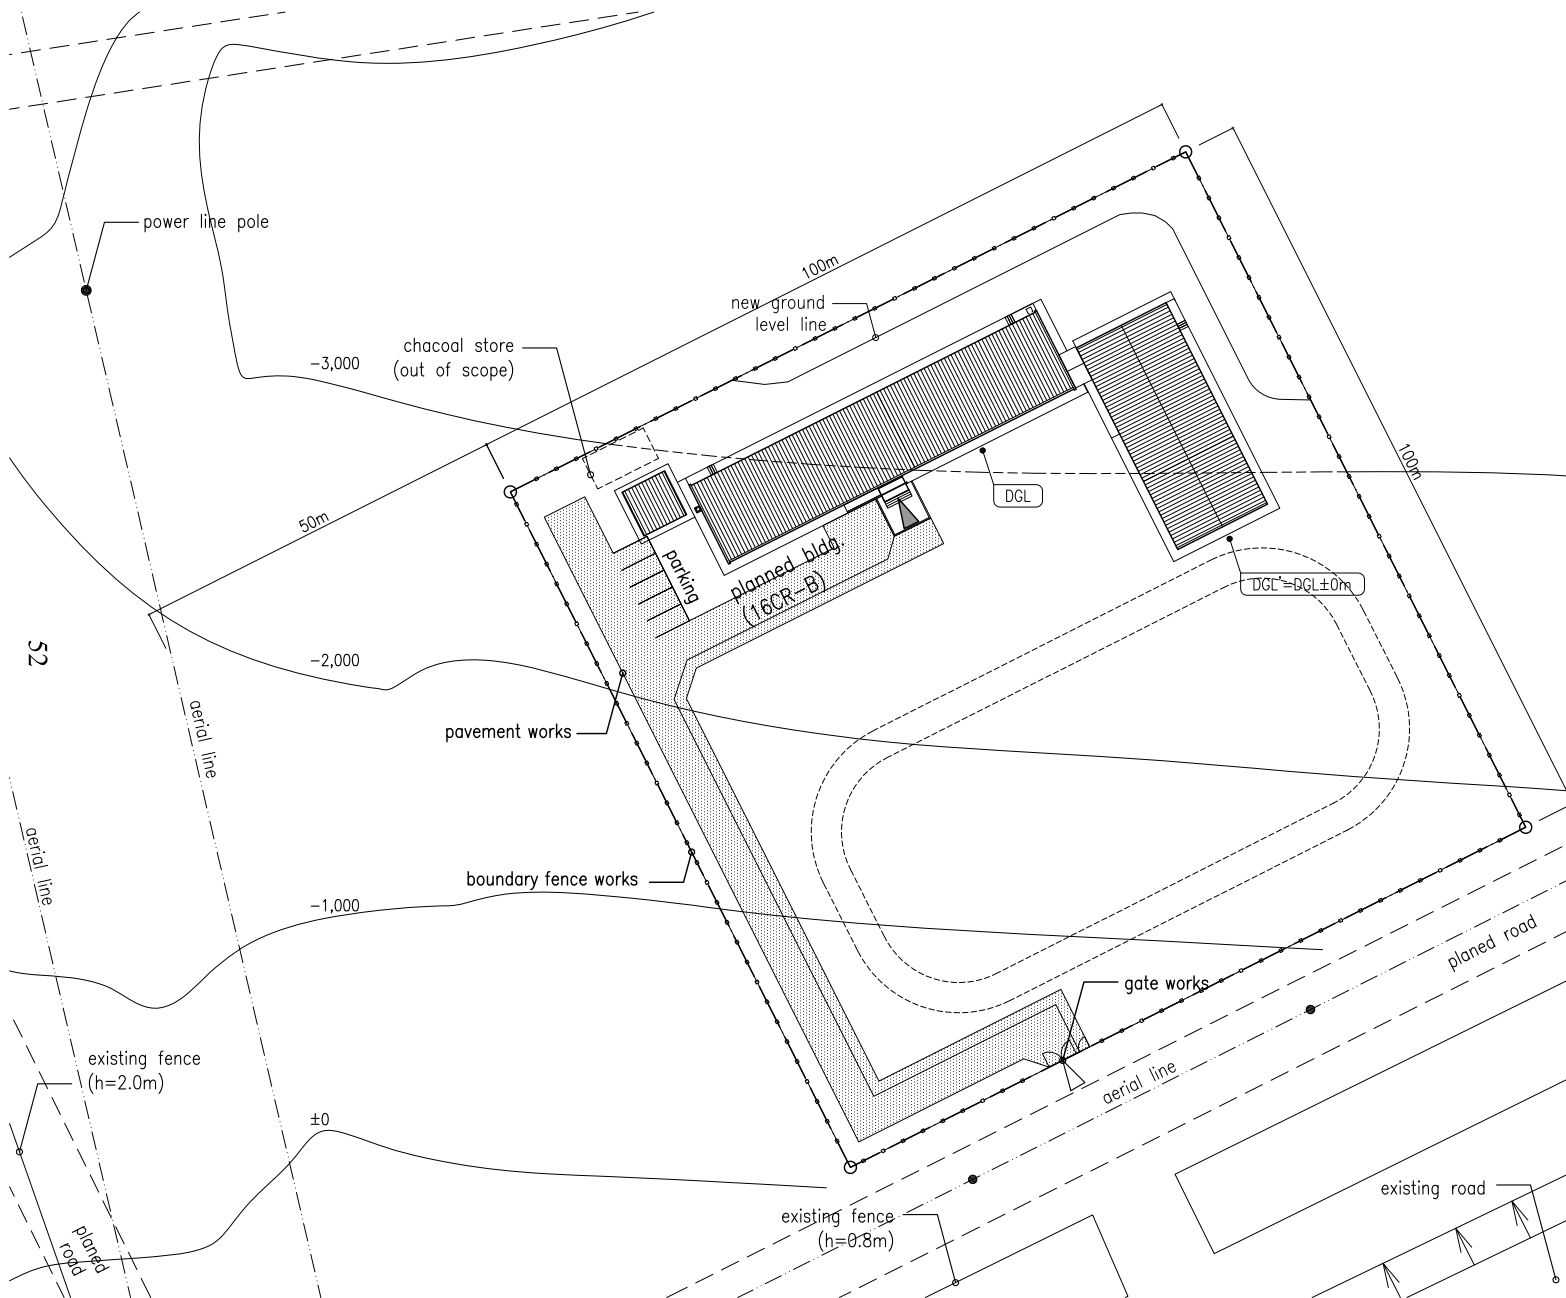 power line pole
100m
new ground
level line
chacoal store
(out of scope)
-3,000
100m
50m
DGL
parking
planned bldg.
(16CR-B)
DGL'=DGL±0m
52
-2,000
aerial line
pavement works
aerial line
boundary fence works
-1,000
planed road
gate works
existing fence
(h=2.0m)
aerial line
±0
existing road
existing fence
(h=0.8m)
planed
road